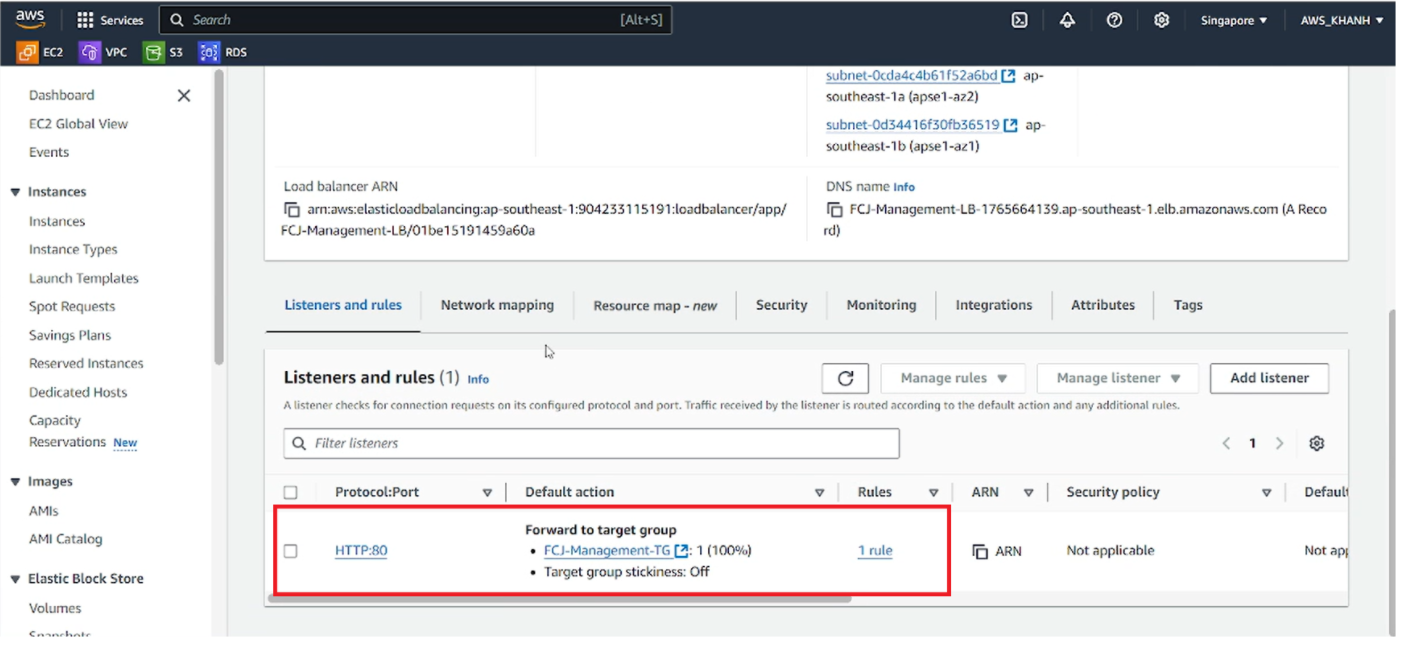 aws
Services
Search
[Alt+S]
Singapore ▼
AWS_KHANH ▼
EC2
VPC
S3
RDS
Dashboard
EC2 Global View
Events
Instances
Instances
Instance Types
Launch Templates
Spot Requests
Savings Plans
Reserved Instances
Dedicated Hosts
Capacity
Reservations New
Images
AMIs
AMI Catalog
Elastic Block Store
Volumes
Snapshots
subnet-0cda4c4b61f52a6bd ap-
southeast-1a (apse1-az2)
subnet-0d34416f30fb36519 ap-
southeast-1b (apse1-az1)
Load balancer ARN
arn:aws:elasticloadbalancing:ap-southeast-1:904233115191:loadbalancer/app/
FCJ-Management-LB/01be15191459a60a
DNS name Info
FCJ-Management-LB-1765664139.ap-southeast-1.elb.amazonaws.com (A Reco
rd)
Listeners and rules
Network mapping
Resource map - new
Security
Monitoring
Integrations
Attributes
Tags
Listeners and rules (1) Info
Manage rules ▼
Manage listener ▼
Add listener
A listener checks for connection requests on its configured protocol and port. Traffic received by the listener is routed according to the default action and any additional rules.
Filter listeners
1
Protocol:Port
Default action
Rules
ARN
Security policy
Default
HTTP:80
Forward to target group
• FCJ-Management-TG : 1 (100%)
• Target group stickiness: Off
1 rule
ARN
Not applicable
Not app